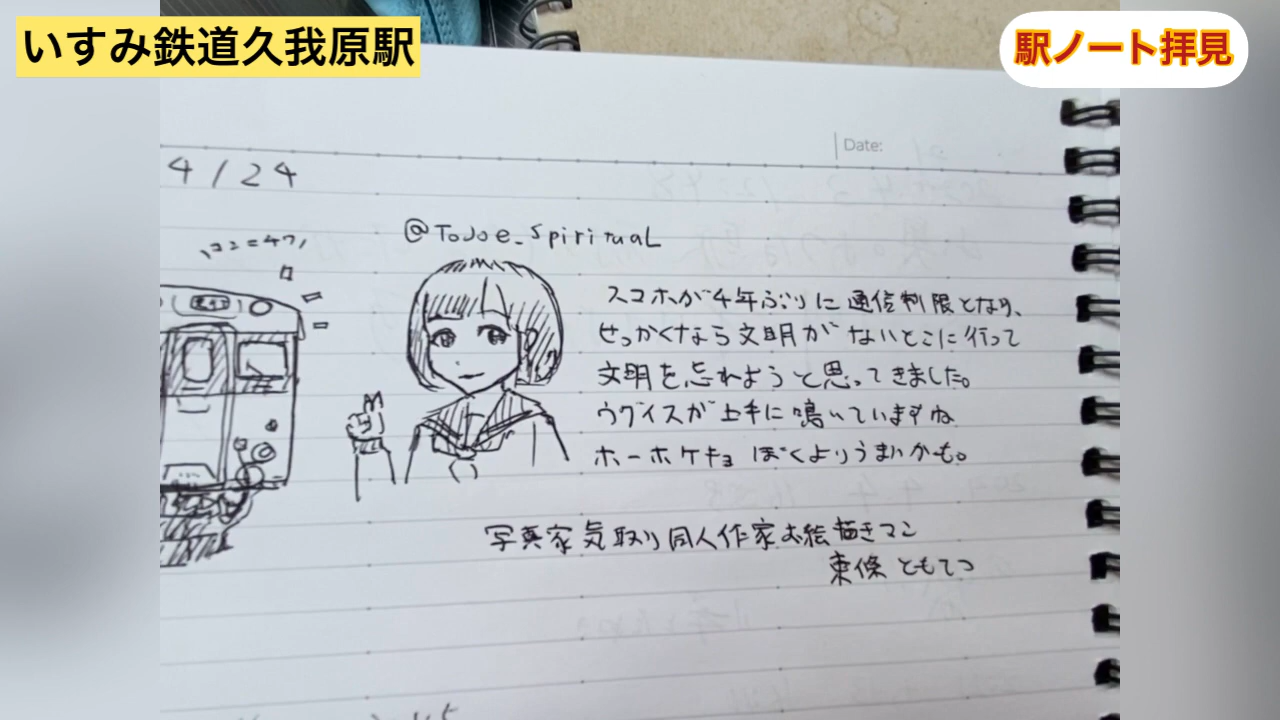 いすみ鉄道久我原駅
駅ノート拝見
Date:
4/24
@ToJoe_SpirituaL
スマホが4年ぶりに通信制限となり、
せっかくなら文明がないとこに行って
文明を忘れようと思ってきました。
ウグイスが上手に鳴いていますね
ホーホケキョ ぼくよりうまいかも。
写真家気取り同人作家お絵描きマン
東條 ともてつ